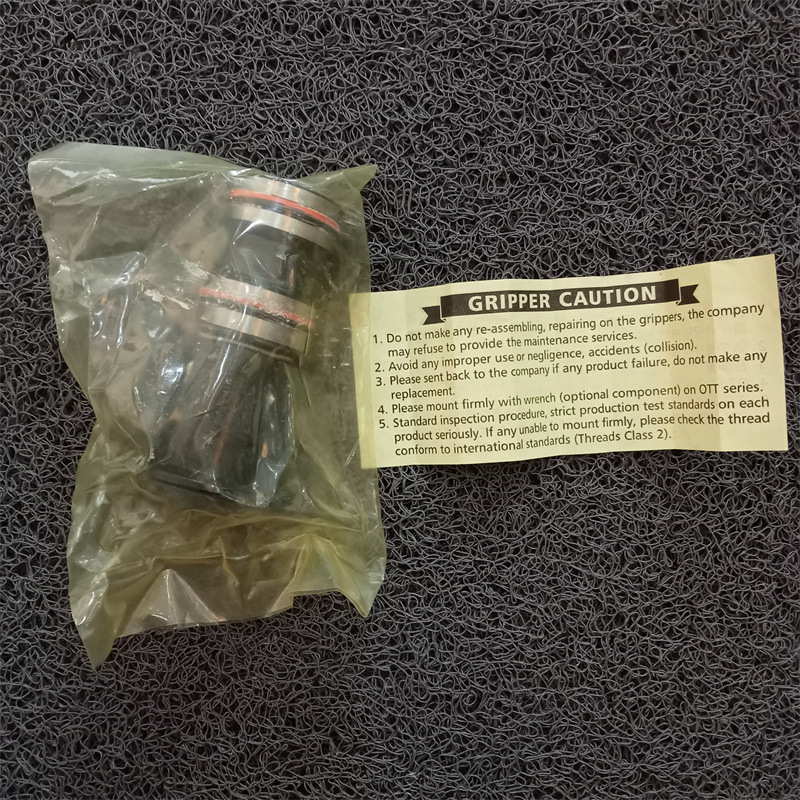 GRIPPER CAUTION
1. Do not make any re-assembling, repairing on the grippers, the company
may refuse to provide the maintenance services.
2. Avoid any improper use or negligence, accidents (collision).
3. Please sent back to the company if any product failure, do not make any
replacement.
4. Please mount firmly with wrench (optional component) on OTT series.
5. Standard inspection procedure, strict production test standards on each
product seriously. If any unable to mount firmly, please check the thread
conform to international standards (Threads Class 2).